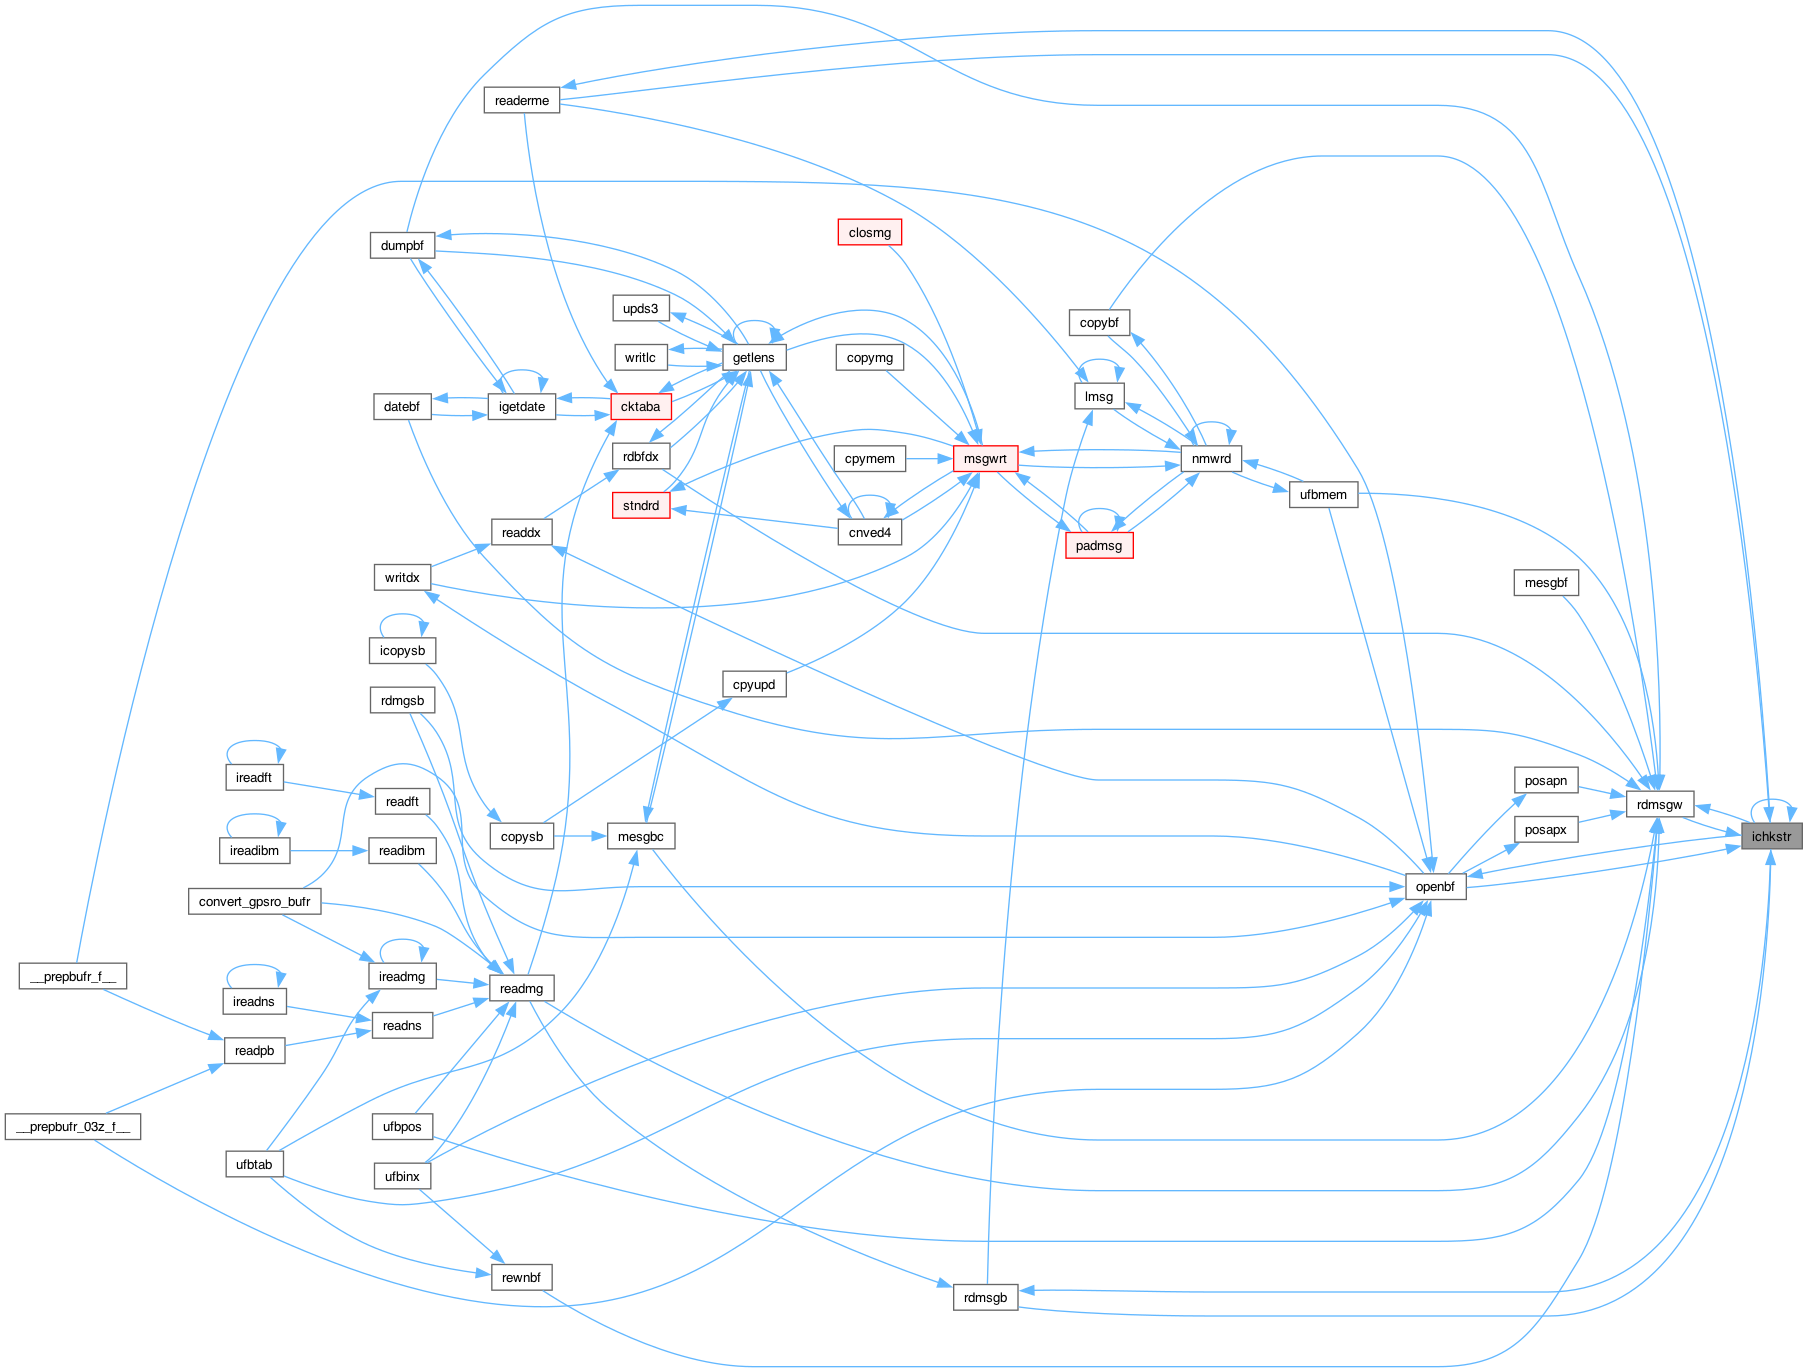 readerme
closmg
dumpbf
upds3
copybf
writlc
getlens
copymg
lmsg
datebf
igetdate
cktaba
rdbfdx
cpymem
msgwrt
nmwrd
ufbmem
stndrd
readdx
cnved4
padmsg
writdx
mesgbf
icopysb
cpyupd
rdmgsb
ireadft
posapn
readft
rdmsgw
posapx
ireadibm
readibm
copysb
mesgbc
ichkstr
openbf
convert_gpsro_bufr
__prepbufr_f__
ireadmg
readmg
ireadns
readns
readpb
__prepbufr_03z_f__
ufbpos
ufbtab
ufbinx
rewnbf
rdmsgb